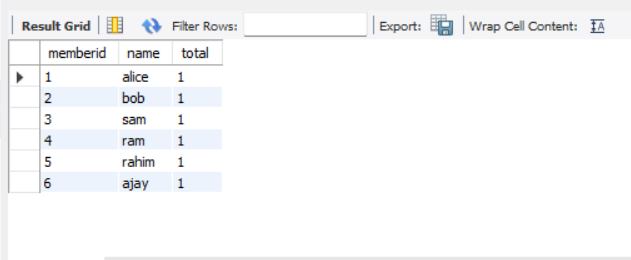 Result Grid Filter Rows: Export: Wrap Cell Content: IA
memberid name total
1 alice 1
2 bob 1
3 sam 1
4 ram 1
5 rahim 1
6 ajay 1